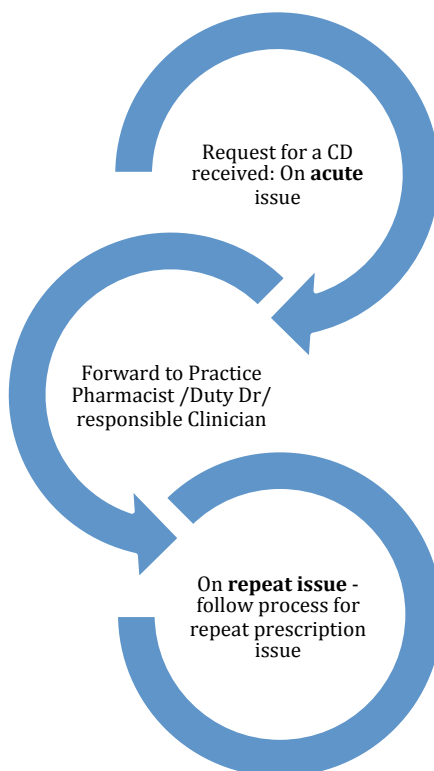 Request for a CD
received: On acute
issue
Forward to Practice
Pharmacist /Duty Dr/
responsible Clinician
On repeat issue -
follow process for
repeat prescription
issue